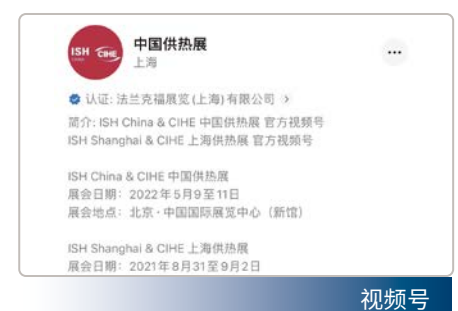 ISH CIHE
中国供热展
上海
认证: 法兰克福展览(上海)有限公司
简介: ISH China & CIHE 中国供热展 官方视频号
ISH Shanghai & CIHE 上海供热展 官方视频号
ISH China & CIHE 中国供热展
展会日期：2022年5月9至11日
展会地点：北京·中国国际展览中心（新馆）
ISH Shanghai & CIHE 上海供热展
展会日期：2021年8月31至9月2日
视频号